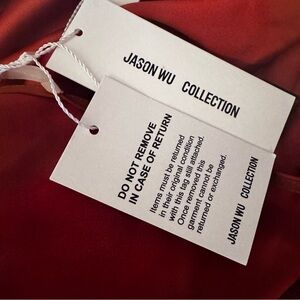 JASON WU COLLECTION
DO NOT REMOVE
IN CASE OF RETURN
Items must be returned
in their original condition
with this tag still attached.
Once removed this
garment cannot be
returned or exchanged.
JASON WU COLLECTION